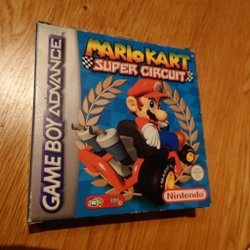 MARIO KART
SUPER CIRCUIT
GAME BOY ADVANCE
Nintendo